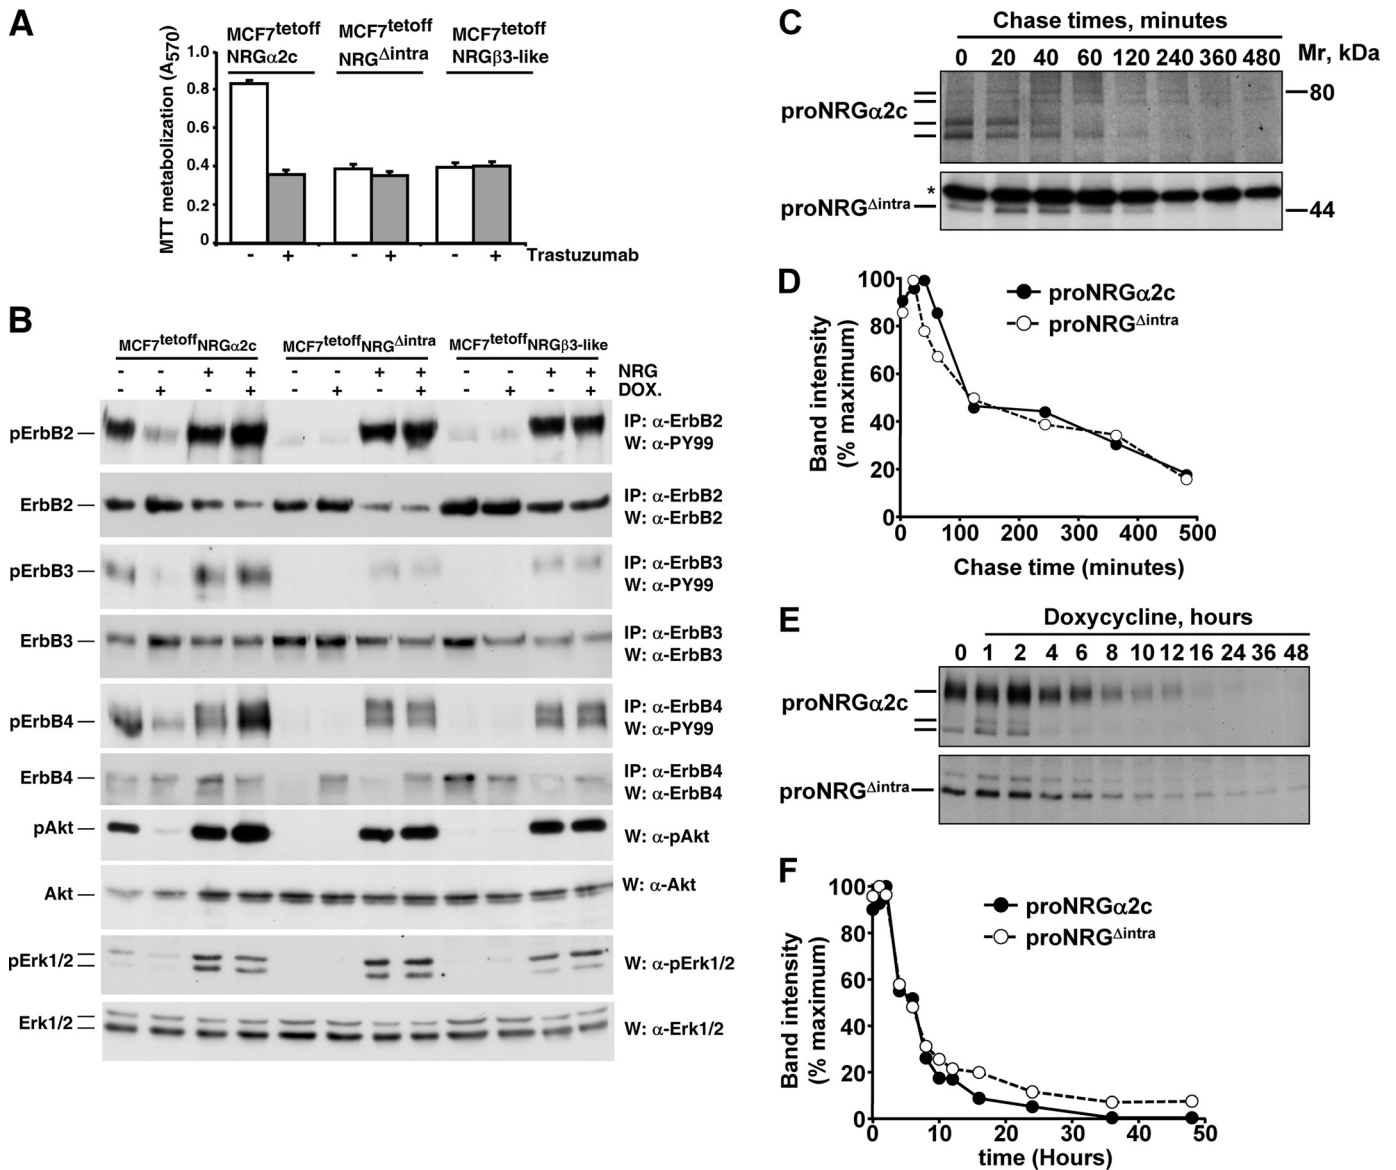 A
MCF7tetoff NRGα2c
MCF7tetoff NRGΔintra
MCF7tetoff NRGβ3-like
MTT metabolization (A570)
1.0
0.8
0.6
0.4
0.2
0
- + - + - + Trastuzumab
B
MCF7tetoffNRGα2c MCF7tetoffNRGΔintra MCF7tetoffNRGβ3-like
- - + + - - + + - - + + NRG
- + - + - + - + - + - + DOX.
pErbB2 IP: α-ErbB2
W: α-PY99
ErbB2 IP: α-ErbB2
W: α-ErbB2
pErbB3 IP: α-ErbB3
W: α-PY99
ErbB3 IP: α-ErbB3
W: α-ErbB3
pErbB4 IP: α-ErbB4
W: α-PY99
ErbB4 IP: α-ErbB4
W: α-ErbB4
pAkt W: α-pAkt
Akt W: α-Akt
pErk1/2 W: α-pErk1/2
Erk1/2 W: α-Erk1/2
C
Chase times, minutes
0 20 40 60 120 240 360 480 Mr, kDa
proNRGα2c 80
*
proNRGΔintra 44
D
Band intensity
(% maximum)
100
80
60
40
20
0
proNRGα2c
proNRGΔintra
0 100 200 300 400 500
Chase time (minutes)
E
Doxycycline, hours
0 1 2 4 6 8 10 12 16 24 36 48
proNRGα2c
proNRGΔintra
F
Band intensity
(% maximum)
100
80
60
40
20
0
proNRGα2c
proNRGΔintra
0 10 20 30 40 50
time (Hours)